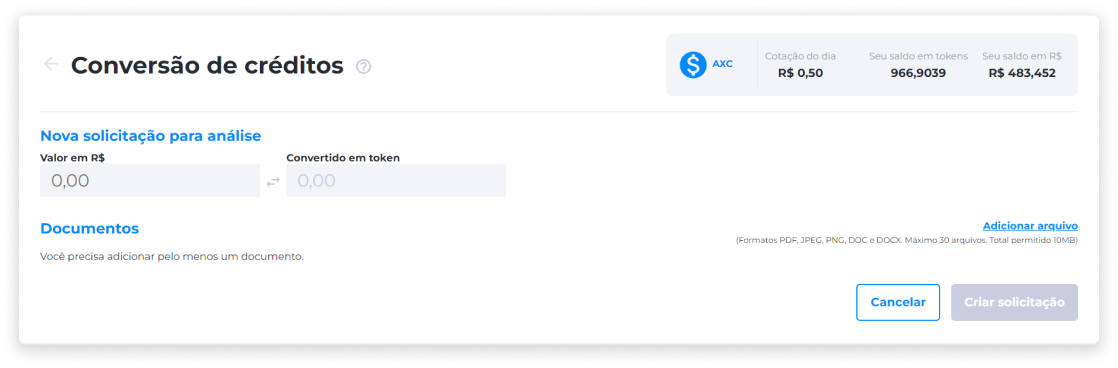 Conversão de créditos
AXC
Cotação do dia
R$ 0,50
Seu saldo em tokens
966,9039
Seu saldo em R$
R$ 483,452
Nova solicitação para análise
Valor em R$
0,00
Convertido em token
0,00
Documentos
Adicionar arquivo
(Formatos PDF, JPEG, PNG, DOC e DOCX. Máximo 30 arquivos. Total permitido 10MB)
Você precisa adicionar pelo menos um documento.
Cancelar
Criar solicitação